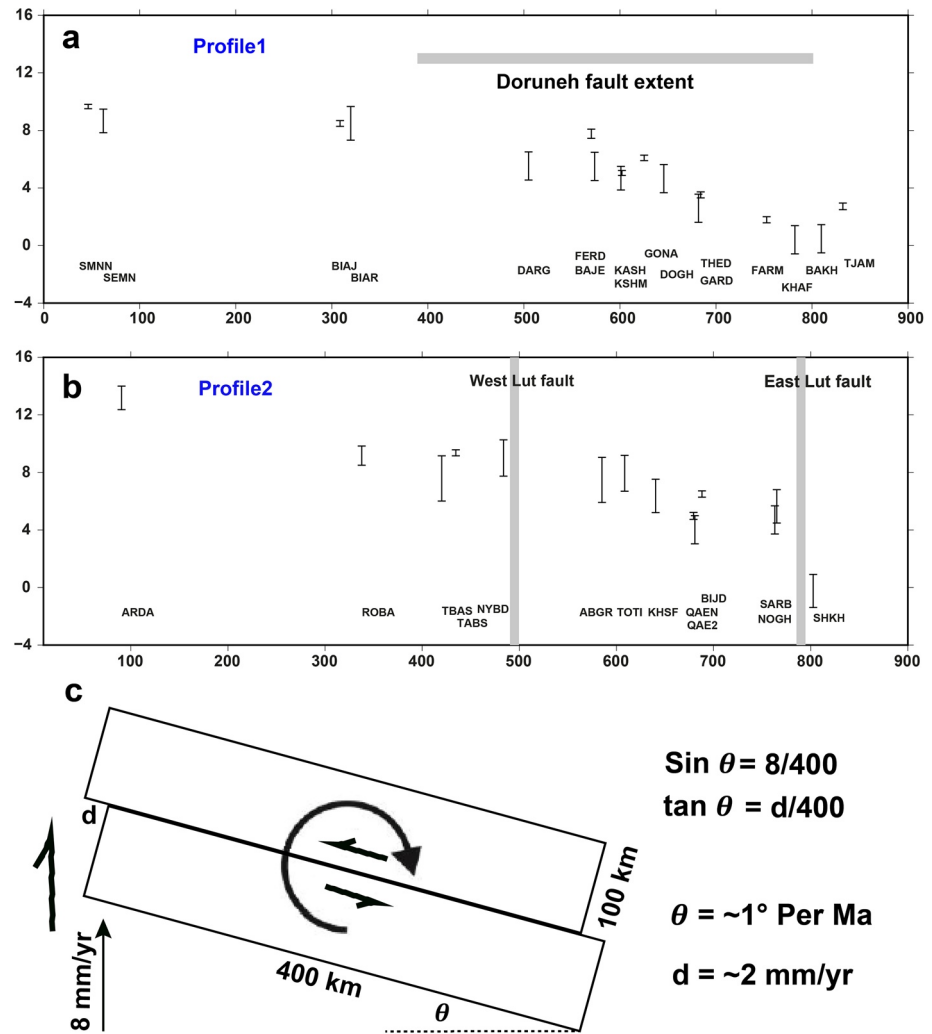 a
Profile1
Doruneh fault extent
16
12
8
4
0
−4
SMNN
SEMN
BIAJ
BIAR
DARG
FERD
BAJE
KASH
KSHM
GONA
DOGH
THED
GARD
FARM
KHAF
BAKH
TJAM
0 100 200 300 400 500 600 700 800 900
b
Profile2
West Lut fault
East Lut fault
16
12
8
4
0
−4
ARDA
ROBA
TBAS
TABS
NYBD
ABGR
TOTI
KHSF
BIJD
QAEN
QAE2
SARB
NOGH
SHKH
100 200 300 400 500 600 700 800 900
c
d
8 mm/yr
400 km
100 km
θ
Sin θ = 8/400
tan θ = d/400
θ = ~1° Per Ma
d = ~2 mm/yr